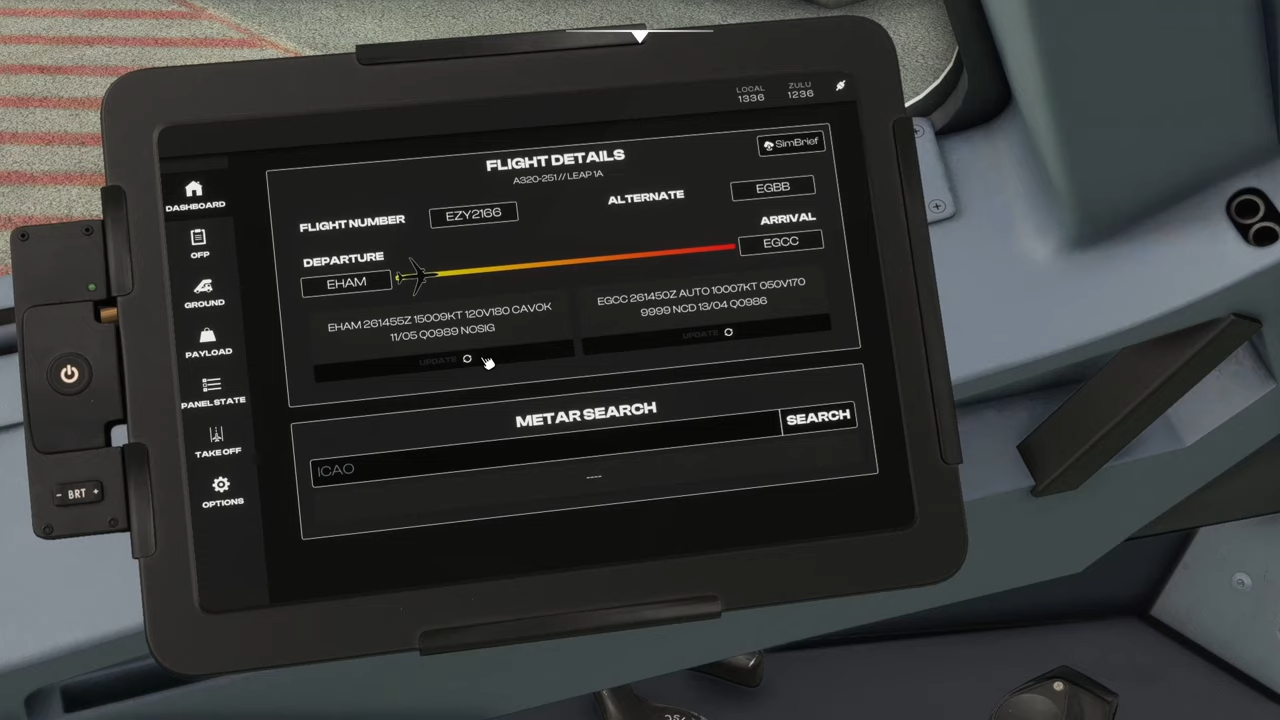 LOCAL
1336
ZULU
1236
SimBrief
FLIGHT DETAILS
A320-251 // LEAP 1A
FLIGHT NUMBER
EZY2166
ALTERNATE
EGBB
DEPARTURE
EHAM
ARRIVAL
EGCC
EHAM 261455Z 15009KT 120V180 CAVOK
11/05 Q0989 NOSIG
UPDATE
EGCC 261450Z AUTO 10007KT 050V170
9999 NCD 13/04 Q0986
UPDATE
METAR SEARCH
ICAO
SEARCH
----
DASHBOARD
OFP
GROUND
PAYLOAD
PANEL STATE
TAKE OFF
OPTIONS
- BRT +